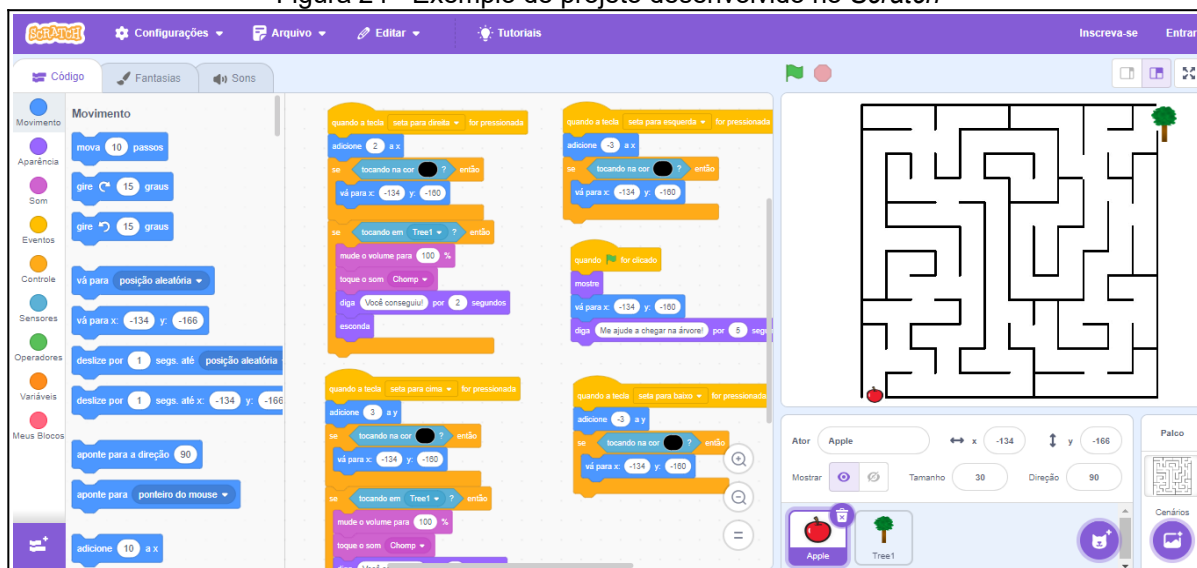 Figura 24 - Exemplo de projeto desenvolvido no Scratch
SCRATCH Configurações Arquivo Editar Tutoriais Inscreva-se Entrar
Código Fantasias Sons
Movimento
Aparência
Som
Eventos
Controle
Sensores
Operadores
Variáveis
Meus Blocos
Movimento
mova 10 passos
gire 15 graus
gire 15 graus
vá para posição aleatória
vá para x: -134 y: -166
deslize por 1 segs. até posição aleatória
deslize por 1 segs. até x: -134 y: -166
aponte para a direção 90
aponte para ponteiro do mouse
adicione 10 a x
quando a tecla seta para direita for pressionada
adicione 2 a x
se tocando na cor ? então
vá para x: -134 y: -160
se tocando em Tree1 ? então
mude o volume para 100 %
toque o som Chomp
diga Você conseguiu! por 2 segundos
esconda
quando a tecla seta para cima for pressionada
adicione 3 a y
se tocando na cor ? então
vá para x: -134 y: -160
se tocando em Tree1 ? então
mude o volume para 100 %
toque o som Chomp
quando a tecla seta para esquerda for pressionada
adicione -3 a x
se tocando na cor ? então
vá para x: -134 y: -160
quando for clicado
mostre
vá para x: -134 y: -160
diga Me ajude a chegar na árvore! por 5
quando a tecla seta para baixo for pressionada
adicione -3 a y
se tocando na cor ? então
vá para x: -134 y: -160
Ator Apple x -134 y -166
Mostrar Tamanho 30 Direção 90
Apple
Tree1
Palco
Cenários